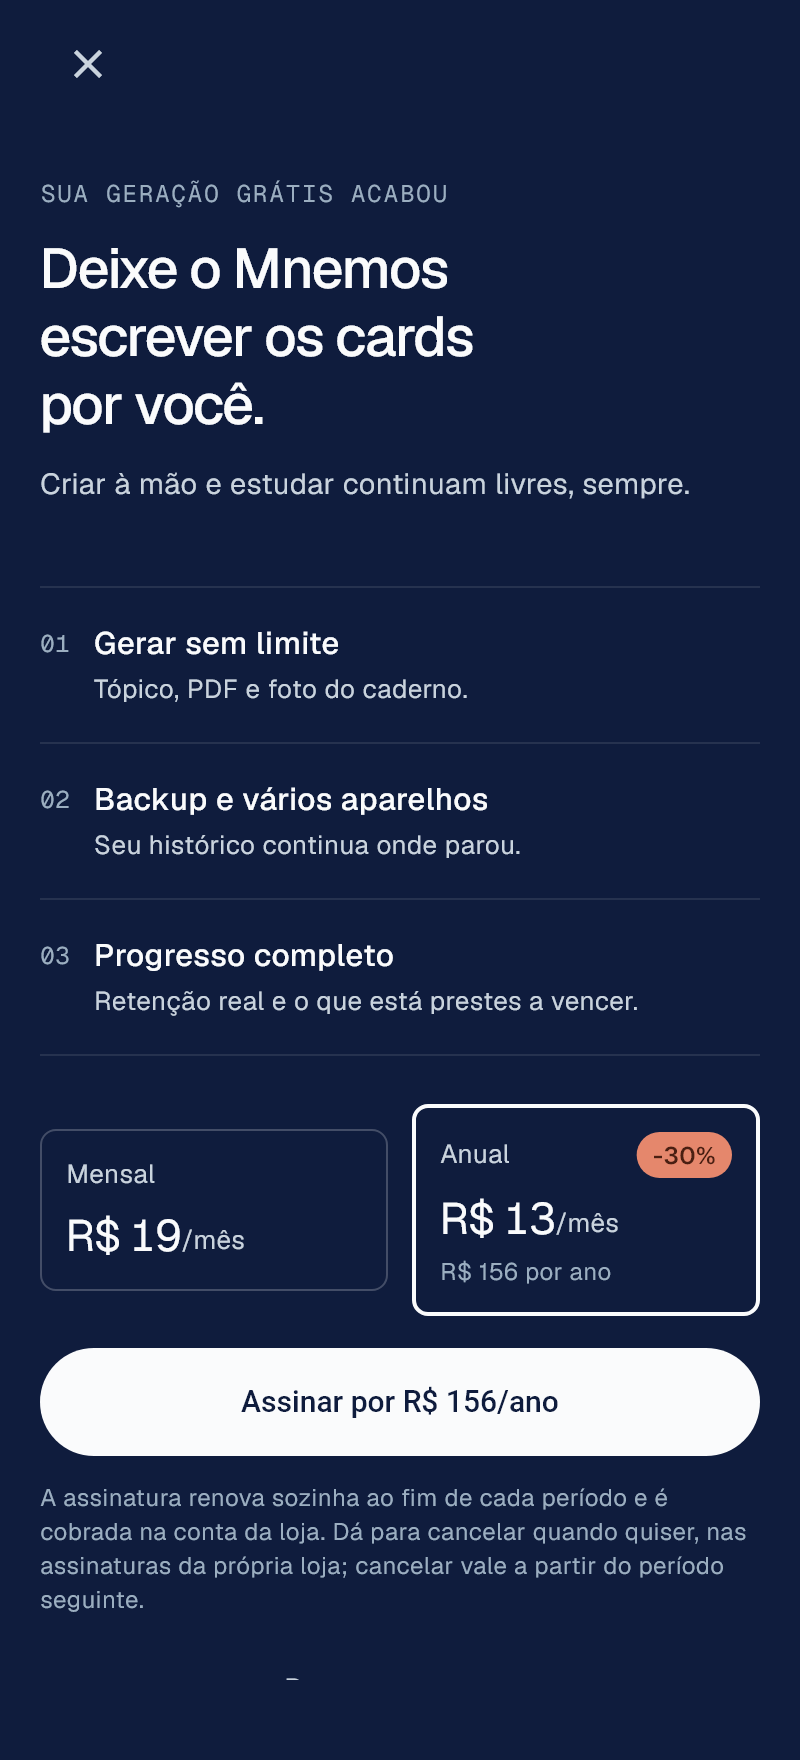 SUA GERAÇÃO GRÁTIS ACABOU
Deixe o Mnemos
escrever os cards
por você.
Criar à mão e estudar continuam livres, sempre.
01 Gerar sem limite
Tópico, PDF e foto do caderno.
02 Backup e vários aparelhos
Seu histórico continua onde parou.
03 Progresso completo
Retenção real e o que está prestes a vencer.
Mensal
R$ 19/mês
Anual -30%
R$ 13/mês
R$ 156 por ano
Assinar por R$ 156/ano
A assinatura renova sozinha ao fim de cada período e é
cobrada na conta da loja. Dá para cancelar quando quiser, nas
assinaturas da própria loja; cancelar vale a partir do período
seguinte.